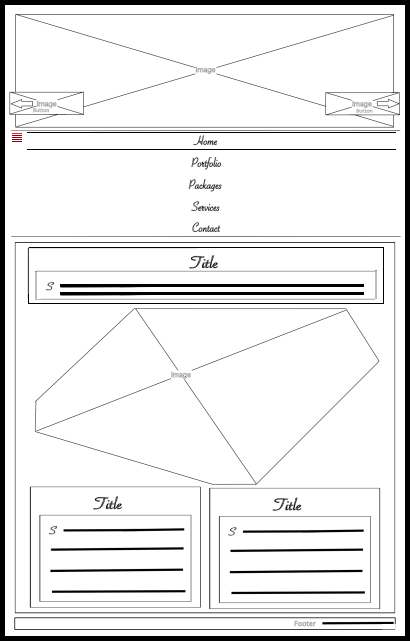 Image
Image
Button
Image
Button
Home
Portfolio
Packages
Services
Contact
Title
S
Image
Title
S
Title
S
Footer